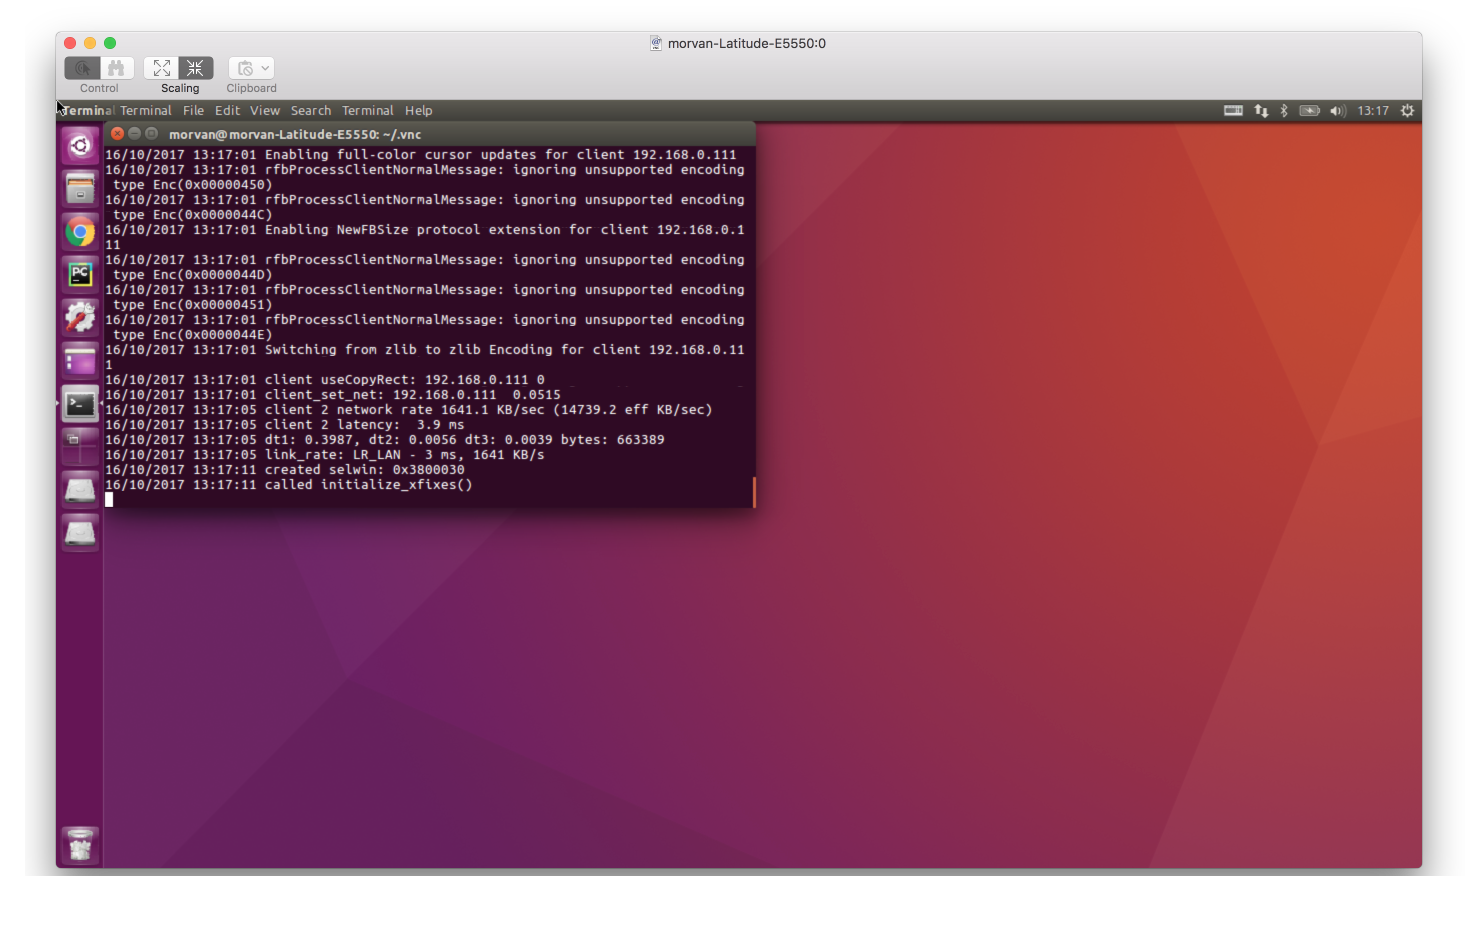 morvan-Latitude-E5550:0
Control Scaling Clipboard
Terminal Terminal File Edit View Search Terminal Help 13:17
morvan@morvan-Latitude-E5550: ~/.vnc
16/10/2017 13:17:01 Enabling full-color cursor updates for client 192.168.0.111
16/10/2017 13:17:01 rfbProcessClientNormalMessage: ignoring unsupported encoding
type Enc(0x00000450)
16/10/2017 13:17:01 rfbProcessClientNormalMessage: ignoring unsupported encoding
type Enc(0x0000044C)
16/10/2017 13:17:01 Enabling NewFBSize protocol extension for client 192.168.0.1
11
16/10/2017 13:17:01 rfbProcessClientNormalMessage: ignoring unsupported encoding
type Enc(0x0000044D)
16/10/2017 13:17:01 rfbProcessClientNormalMessage: ignoring unsupported encoding
type Enc(0x00000451)
16/10/2017 13:17:01 rfbProcessClientNormalMessage: ignoring unsupported encoding
type Enc(0x0000044E)
16/10/2017 13:17:01 Switching from zlib to zlib Encoding for client 192.168.0.11
1
16/10/2017 13:17:01 client useCopyRect: 192.168.0.111 0
16/10/2017 13:17:01 client_set_net: 192.168.0.111  0.0515
16/10/2017 13:17:05 client 2 network rate 1641.1 KB/sec (14739.2 eff KB/sec)
16/10/2017 13:17:05 client 2 latency:  3.9 ms
16/10/2017 13:17:05 dt1: 0.3987, dt2: 0.0056 dt3: 0.0039 bytes: 663389
16/10/2017 13:17:05 link_rate: LR_LAN - 3 ms, 1641 KB/s
16/10/2017 13:17:11 created selwin: 0x3800030
16/10/2017 13:17:11 called initialize_xfixes()
PC